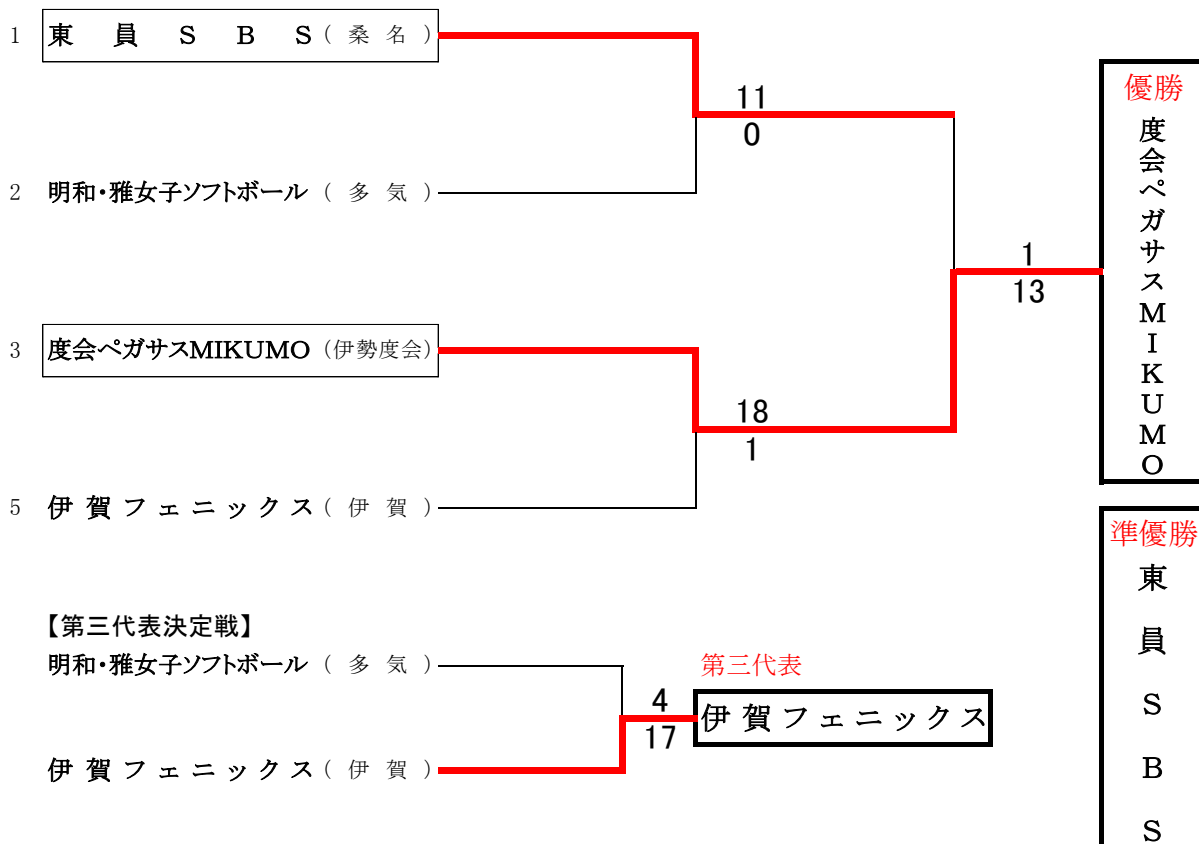 1 東員SBS(桑名)
11
0
2 明和・雅女子ソフトボール(多気)
1
13
3 度会ペガサスMIKUMO(伊勢度会)
18
1
5 伊賀フェニックス(伊賀)
優勝
度会ペガサスMIKUMO
準優勝
東員SBS
【第三代表決定戦】
明和・雅女子ソフトボール(多気)
4
17
伊賀フェニックス(伊賀)
第三代表
伊賀フェニックス